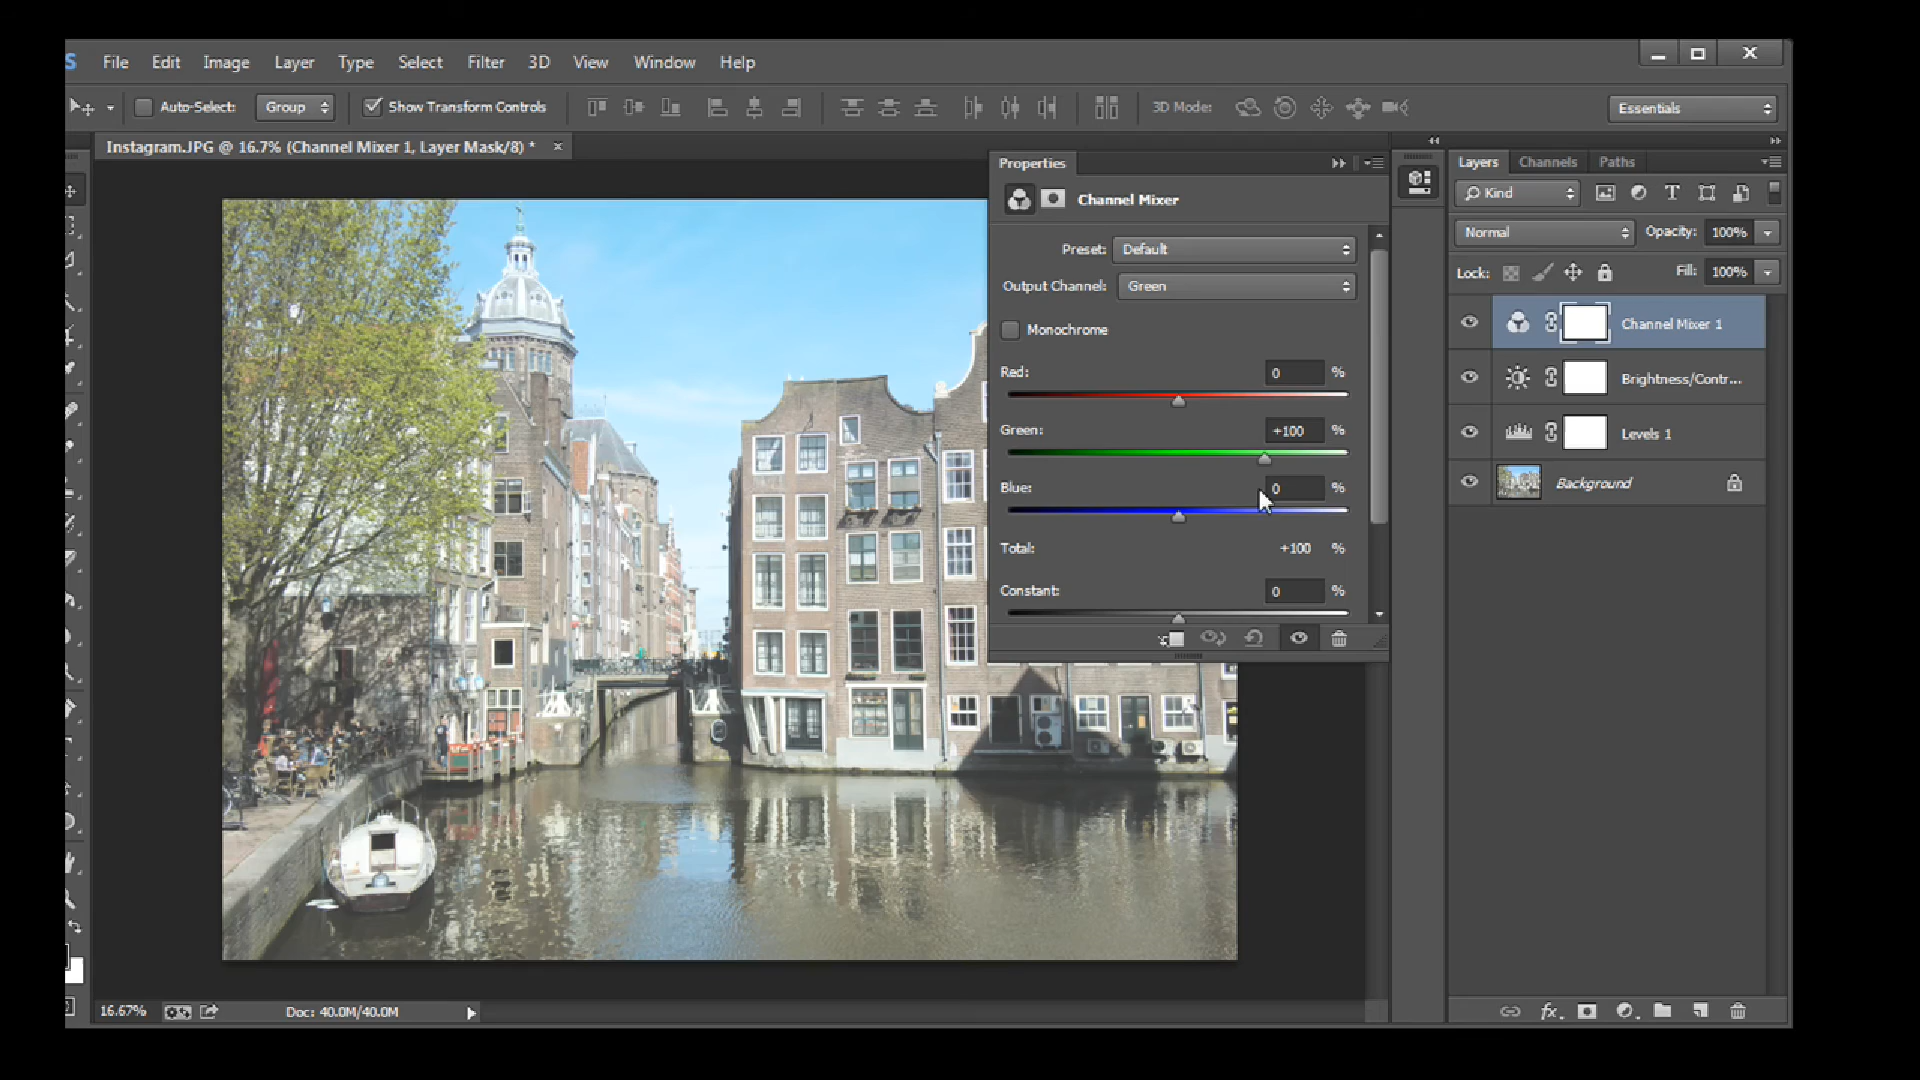 S File Edit Image Layer Type Select Filter 3D View Window Help
Auto-Select: Group Show Transform Controls 3D Mode: Essentials
Instagram.JPG @ 16.7% (Channel Mixer 1, Layer Mask/8) * ×
Properties
Channel Mixer
Preset: Default
Output Channel: Green
Monochrome
Red: 0 %
Green: +100 %
Blue: 0 %
Total: +100 %
Constant: 0 %
Layers Channels Paths
Kind
Normal Opacity: 100%
Lock: Fill: 100%
Channel Mixer 1
Brightness/Contr...
Levels 1
Background
16.67% Doc: 40.0M/40.0M
fx.